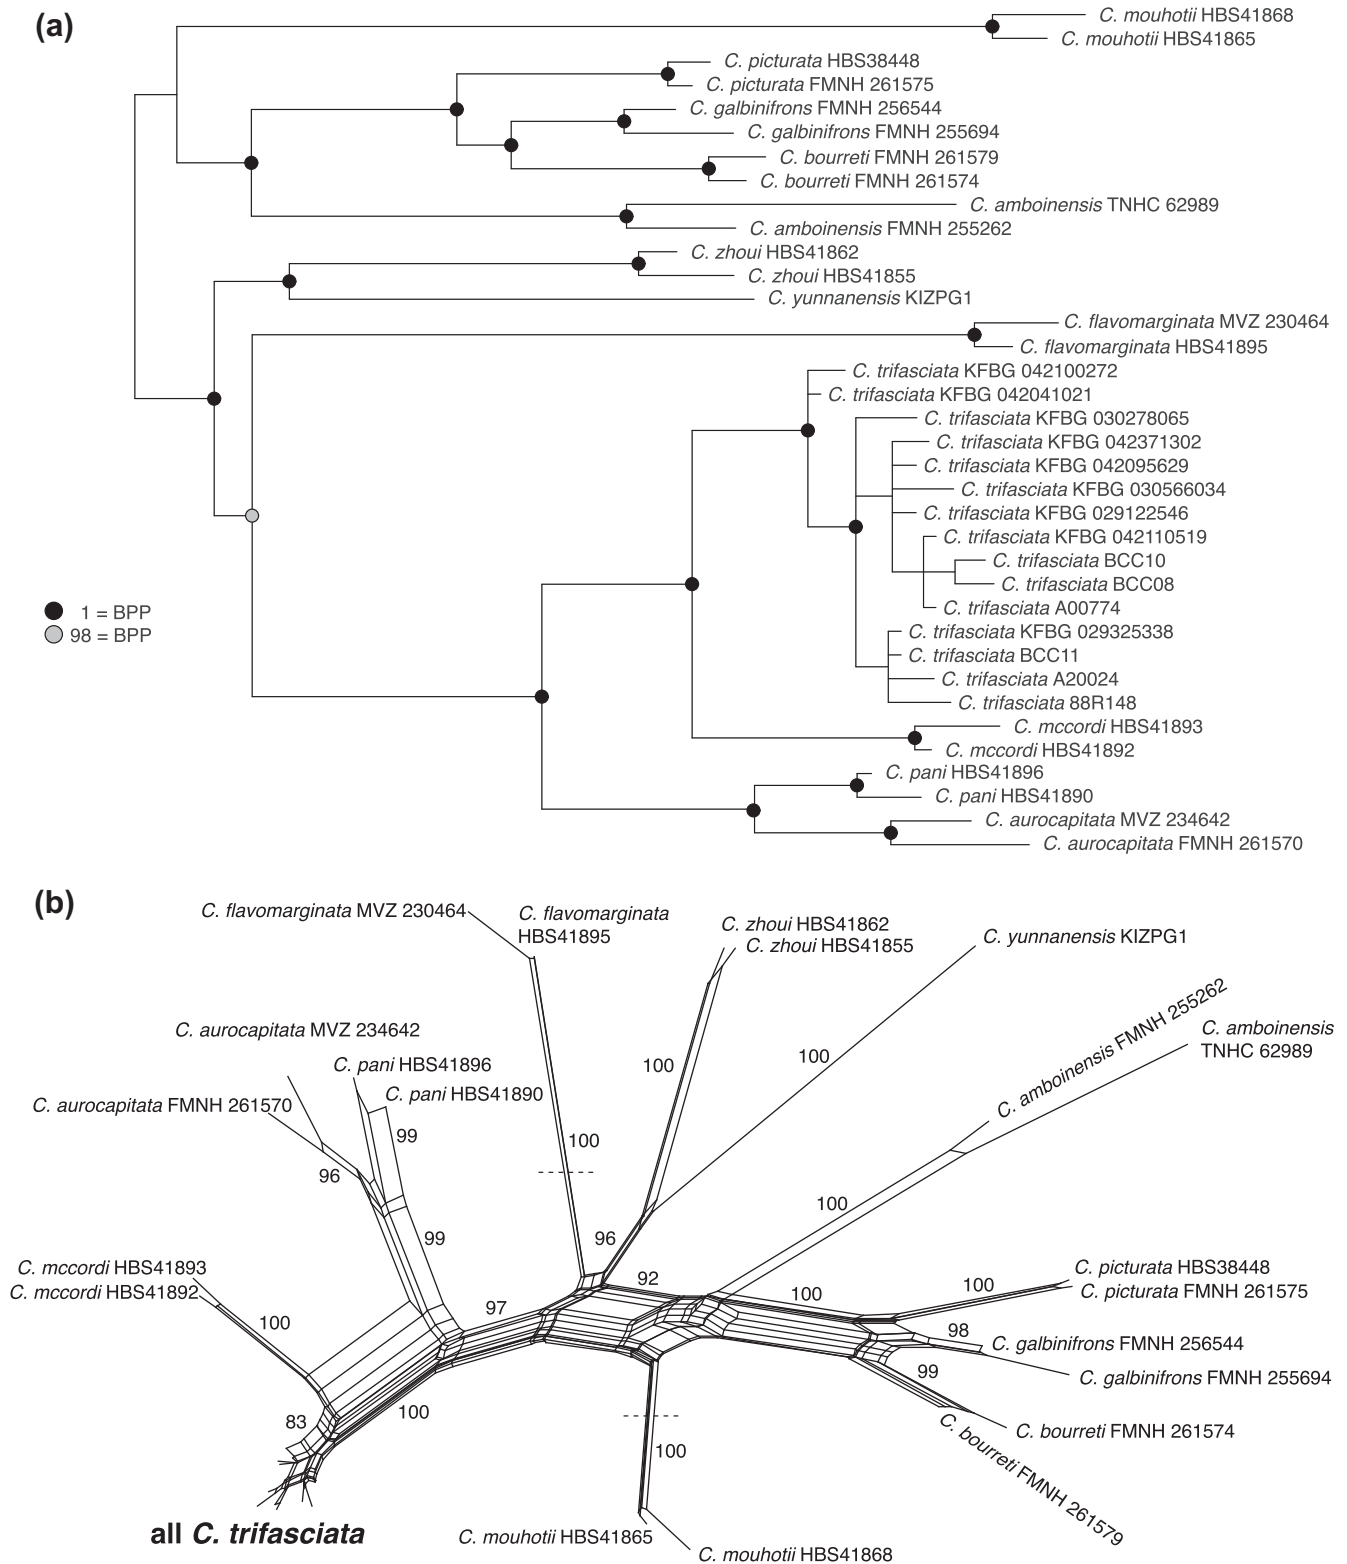 (a)
C. mouhotii HBS41868
C. mouhotii HBS41865
C. picturata HBS38448
C. picturata FMNH 261575
C. galbinifrons FMNH 256544
C. galbinifrons FMNH 255694
C. bourreti FMNH 261579
C. bourreti FMNH 261574
C. amboinensis TNHC 62989
C. amboinensis FMNH 255262
C. zhoui HBS41862
C. zhoui HBS41855
C. yunnanensis KIZPG1
C. flavomarginata MVZ 230464
C. flavomarginata HBS41895
C. trifasciata KFBG 042100272
C. trifasciata KFBG 042041021
C. trifasciata KFBG 030278065
C. trifasciata KFBG 042371302
C. trifasciata KFBG 042095629
C. trifasciata KFBG 030566034
C. trifasciata KFBG 029122546
C. trifasciata KFBG 042110519
C. trifasciata BCC10
C. trifasciata BCC08
C. trifasciata A00774
1 = BPP
98 = BPP
C. trifasciata KFBG 029325338
C. trifasciata BCC11
C. trifasciata A20024
C. trifasciata 88R148
C. mccordi HBS41893
C. mccordi HBS41892
C. pani HBS41896
C. pani HBS41890
C. aurocapitata MVZ 234642
C. aurocapitata FMNH 261570
(b)
C. flavomarginata MVZ 230464
C. flavomarginata
HBS41895
C. zhoui HBS41862
C. zhoui HBS41855
C. yunnanensis KIZPG1
C. amboinensis FMNH 255262
C. amboinensis
TNHC 62989
C. aurocapitata MVZ 234642
C. pani HBS41896
C. pani HBS41890
C. aurocapitata FMNH 261570
100
100
99
100
96
100
99
96
C. mccordi HBS41893
C. mccordi HBS41892
92
100
100
C. picturata HBS38448
C. picturata FMNH 261575
97
100
98
C. galbinifrons FMNH 256544
99
C. galbinifrons FMNH 255694
83
100
C. bourreti FMNH 261574
C. bourreti FMNH 261579
100
all C. trifasciata
C. mouhotii HBS41865
C. mouhotii HBS41868